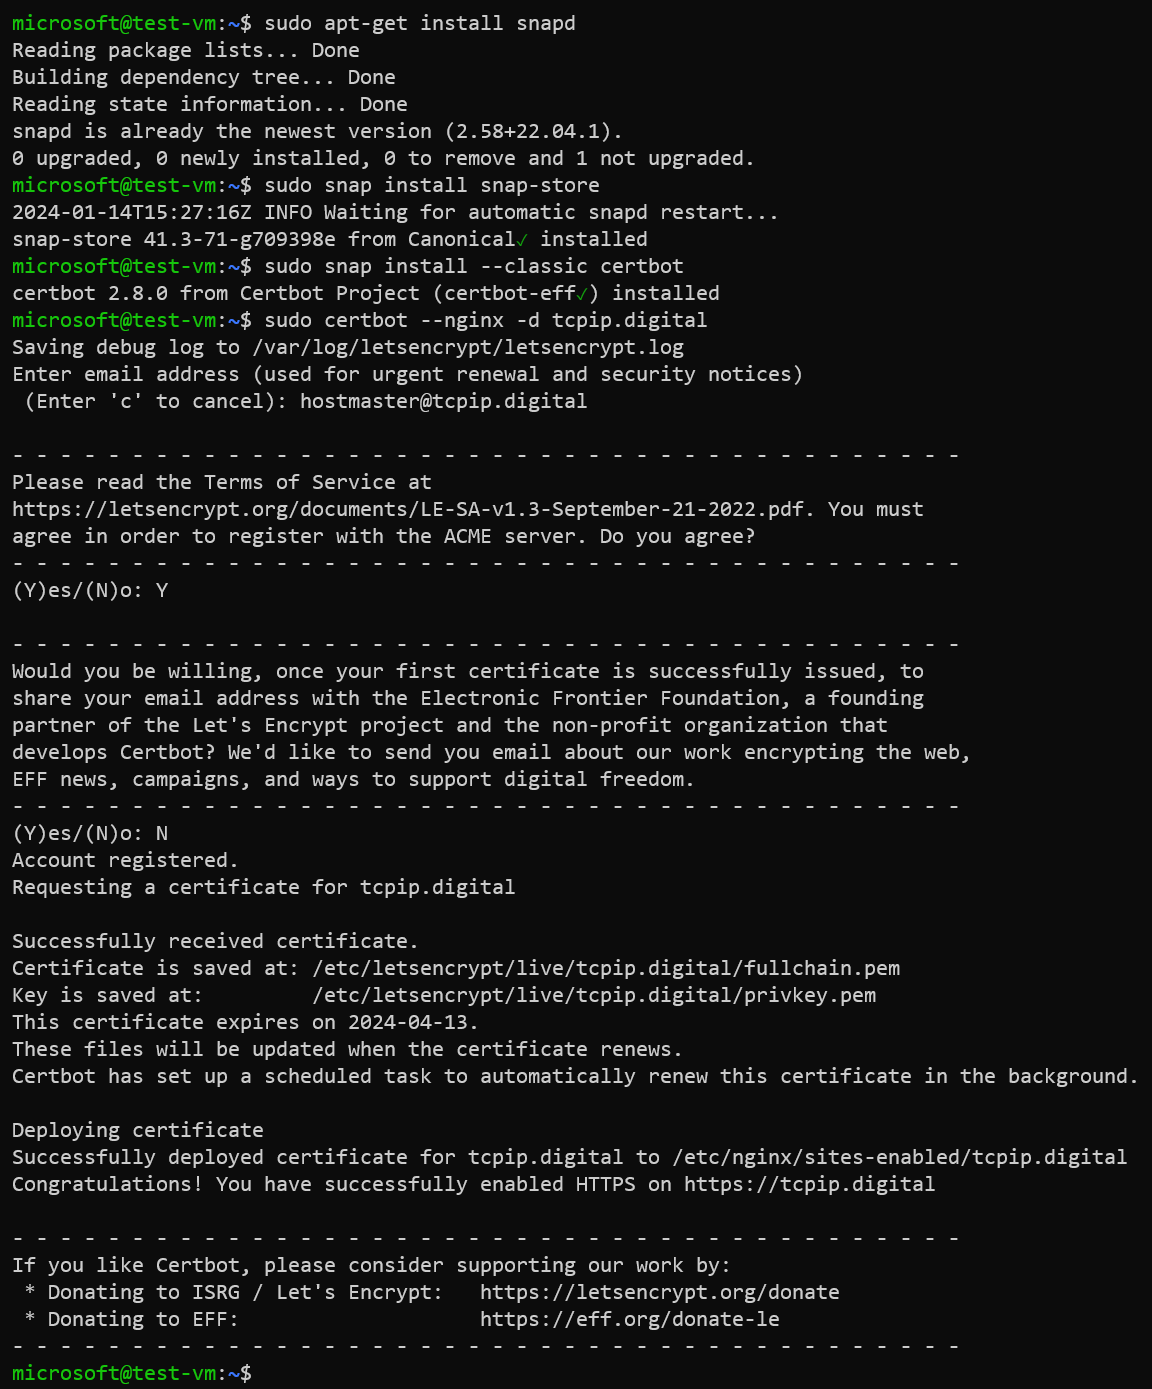 microsoft@test-vm:~$ sudo apt-get install snapd
Reading package lists... Done
Building dependency tree... Done
Reading state information... Done
snapd is already the newest version (2.58+22.04.1).
0 upgraded, 0 newly installed, 0 to remove and 1 not upgraded.
microsoft@test-vm:~$ sudo snap install snap-store
2024-01-14T15:27:16Z INFO Waiting for automatic snapd restart...
snap-store 41.3-71-g709398e from Canonical✓ installed
microsoft@test-vm:~$ sudo snap install --classic certbot
certbot 2.8.0 from Certbot Project (certbot-eff✓) installed
microsoft@test-vm:~$ sudo certbot --nginx -d tcpip.digital
Saving debug log to /var/log/letsencrypt/letsencrypt.log
Enter email address (used for urgent renewal and security notices)
 (Enter 'c' to cancel): hostmaster@tcpip.digital

- - - - - - - - - - - - - - - - - - - - - - - - - - - - - - - - - - - - - - - -
Please read the Terms of Service at
https://letsencrypt.org/documents/LE-SA-v1.3-September-21-2022.pdf. You must
agree in order to register with the ACME server. Do you agree?
- - - - - - - - - - - - - - - - - - - - - - - - - - - - - - - - - - - - - - - -
(Y)es/(N)o: Y

- - - - - - - - - - - - - - - - - - - - - - - - - - - - - - - - - - - - - - - -
Would you be willing, once your first certificate is successfully issued, to
share your email address with the Electronic Frontier Foundation, a founding
partner of the Let's Encrypt project and the non-profit organization that
develops Certbot? We'd like to send you email about our work encrypting the web,
EFF news, campaigns, and ways to support digital freedom.
- - - - - - - - - - - - - - - - - - - - - - - - - - - - - - - - - - - - - - - -
(Y)es/(N)o: N
Account registered.
Requesting a certificate for tcpip.digital

Successfully received certificate.
Certificate is saved at: /etc/letsencrypt/live/tcpip.digital/fullchain.pem
Key is saved at:         /etc/letsencrypt/live/tcpip.digital/privkey.pem
This certificate expires on 2024-04-13.
These files will be updated when the certificate renews.
Certbot has set up a scheduled task to automatically renew this certificate in the background.

Deploying certificate
Successfully deployed certificate for tcpip.digital to /etc/nginx/sites-enabled/tcpip.digital
Congratulations! You have successfully enabled HTTPS on https://tcpip.digital

- - - - - - - - - - - - - - - - - - - - - - - - - - - - - - - - - - - - - - - -
If you like Certbot, please consider supporting our work by:
 * Donating to ISRG / Let's Encrypt:   https://letsencrypt.org/donate
 * Donating to EFF:                    https://eff.org/donate-le
- - - - - - - - - - - - - - - - - - - - - - - - - - - - - - - - - - - - - - - -
microsoft@test-vm:~$